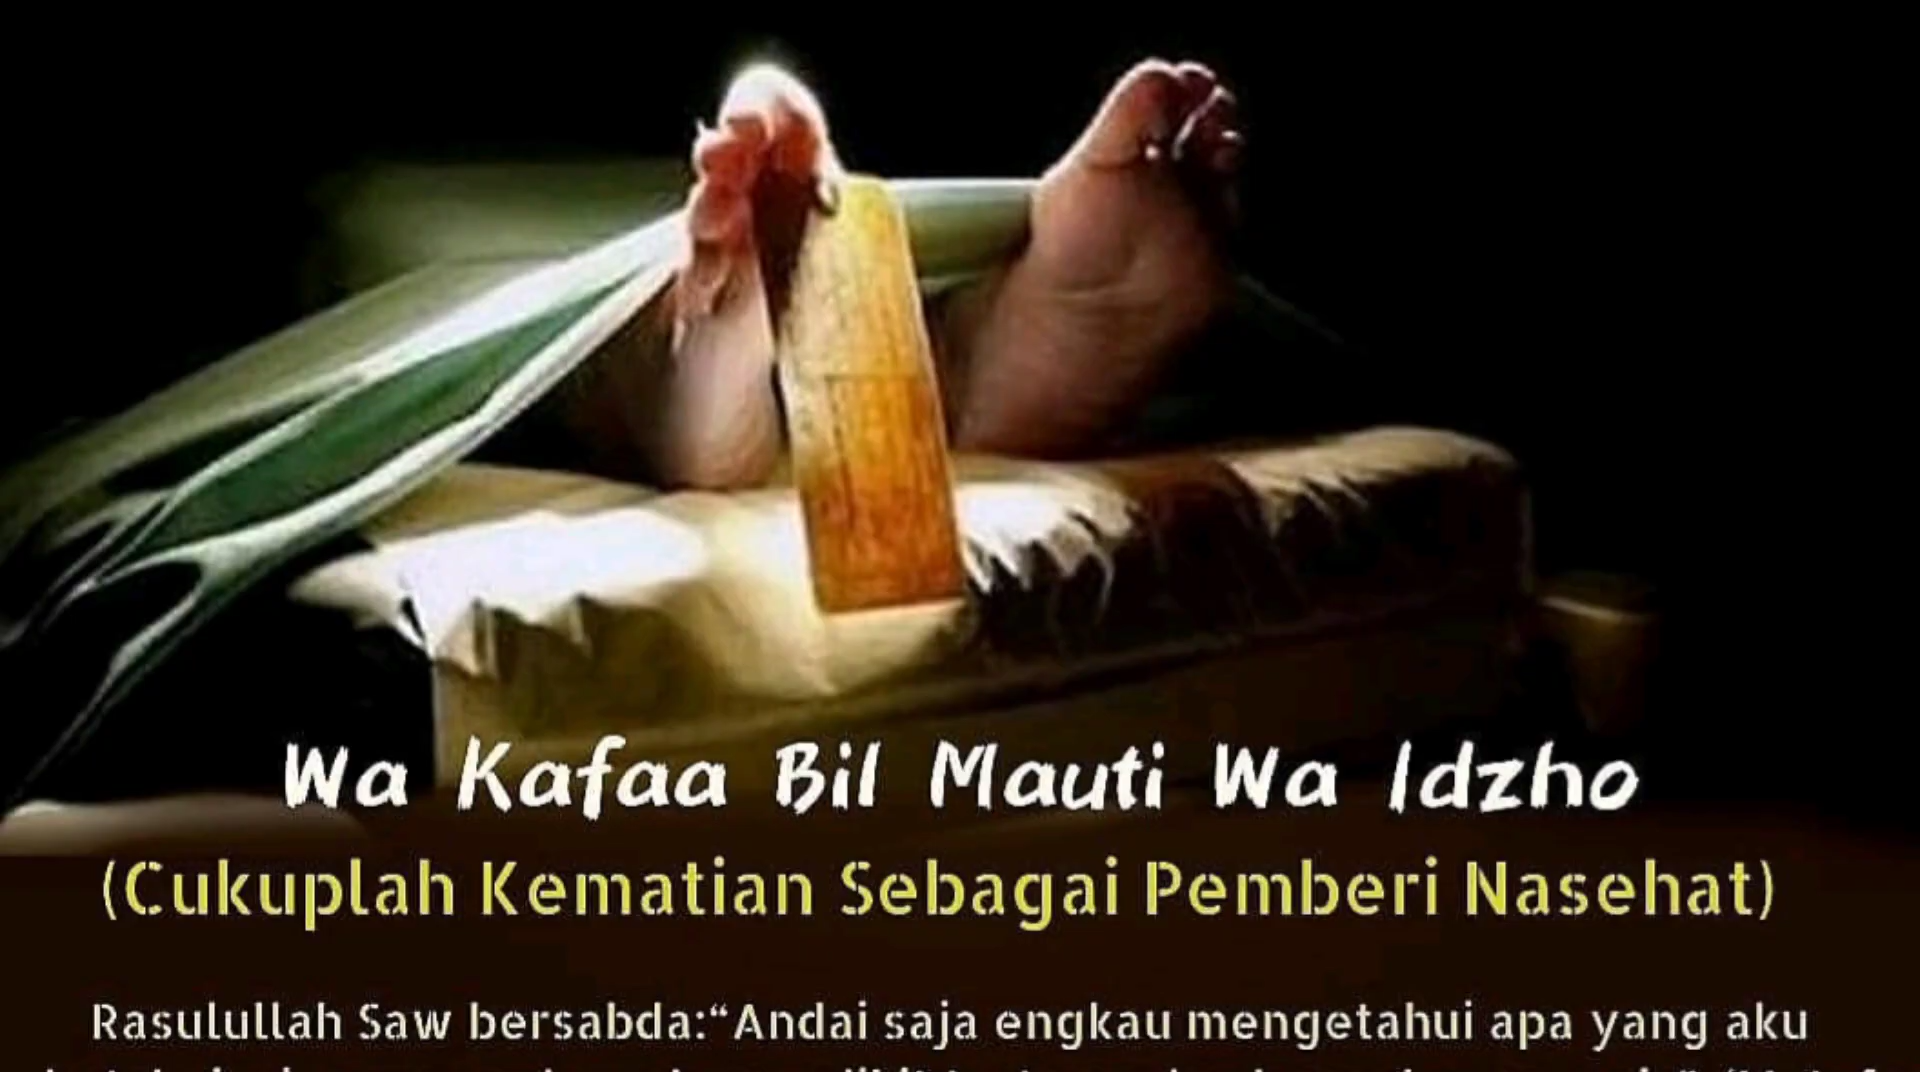 Wa Kafaa Bil Mauti Wa Idzho
(Cukuplah Kematian Sebagai Pemberi Nasehat)
Rasulullah Saw bersabda:“Andai saja engkau mengetahui apa yang aku